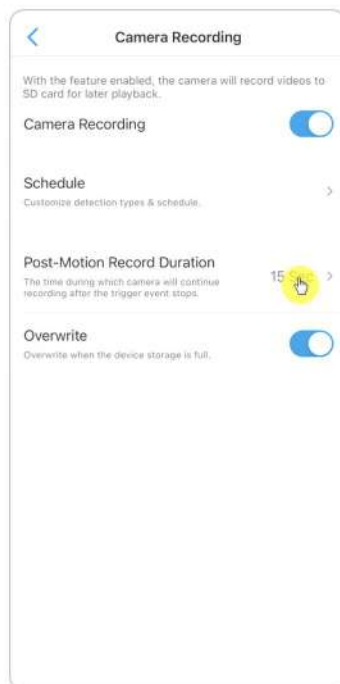 Camera Recording
With the feature enabled, the camera will record videos to
SD card for later playback.
Camera Recording
Schedule
Customize detection types & schedule.
Post-Motion Record Duration
The time during which camera will continue
recording after the trigger event stops.
15 Sec
Overwrite
Overwrite when the device storage is full.